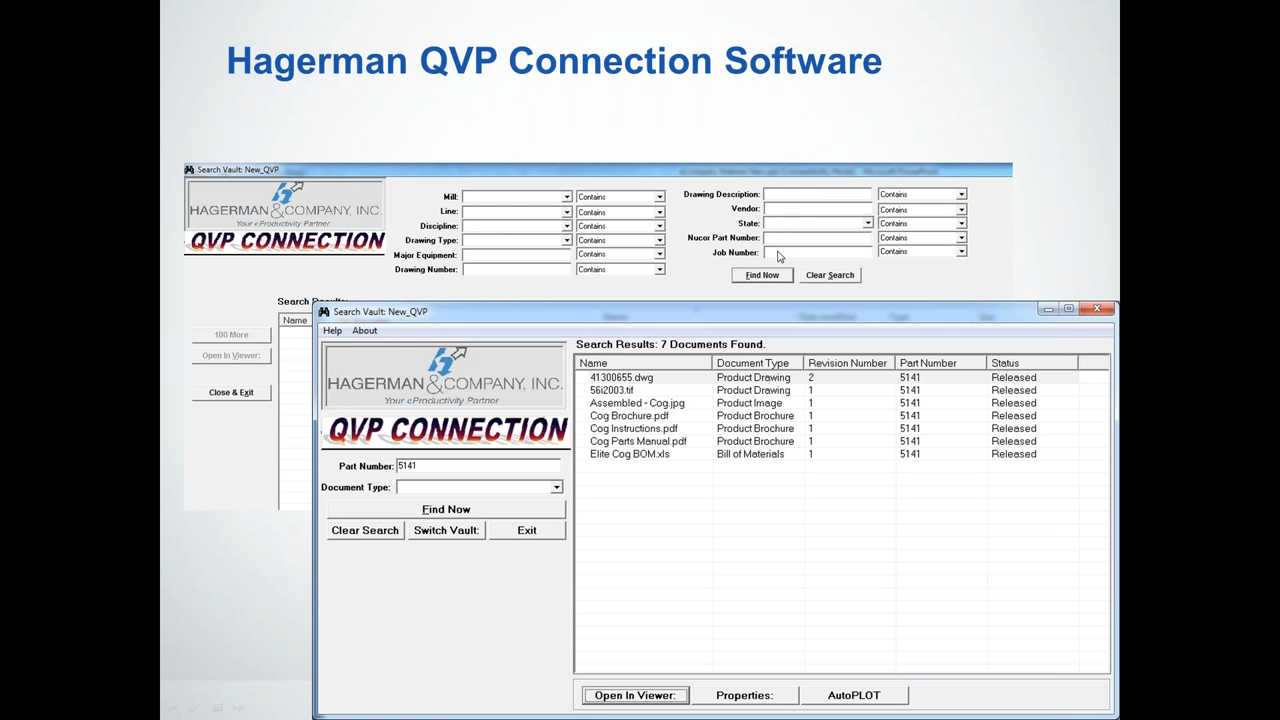 Hagerman QVP Connection Software
Search Vault: New_QVP
HAGERMAN & COMPANY, INC.
Your eProductivity Partner
QVP CONNECTION
Mill: Contains
Line: Contains
Discipline: Contains
Drawing Type: Contains
Major Equipment: Contains
Drawing Number: Contains
Drawing Description: Contains
Vendor: Contains
State: Contains
Nucor Part Number: Contains
Job Number: Contains
Find Now Clear Search
Search Results:
Name
100 More
Open In Viewer:
Close & Exit
Search Vault: New_QVP
Help About
HAGERMAN & COMPANY, INC.
Your eProductivity Partner
QVP CONNECTION
Part Number: 5141
Document Type:
Find Now
Clear Search Switch Vault: Exit
Search Results: 7 Documents Found.
Name Document Type Revision Number Part Number Status
41300655.dwg Product Drawing 2 5141 Released
56i2003.tif Product Drawing 1 5141 Released
Assembled - Cog.jpg Product Image 1 5141 Released
Cog Brochure.pdf Product Brochure 1 5141 Released
Cog Instructions.pdf Product Brochure 1 5141 Released
Cog Parts Manual.pdf Product Brochure 1 5141 Released
Elite Cog BOM.xls Bill of Materials 1 5141 Released
Open In Viewer: Properties: AutoPLOT